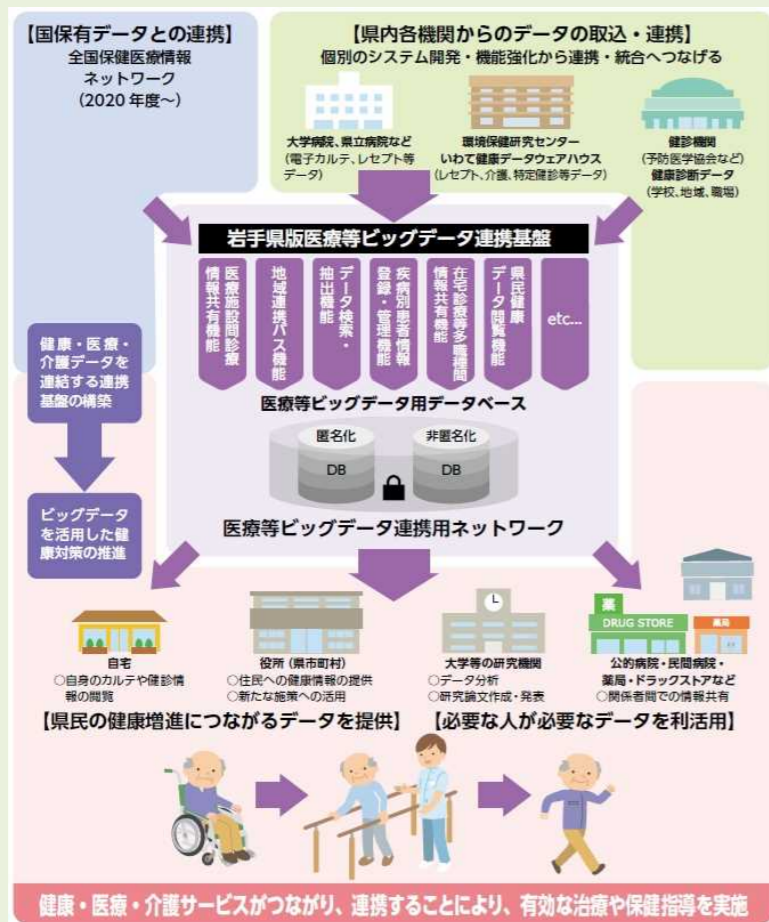 【国保有データとの連携】
全国保健医療情報
ネットワーク
（2020年度〜）
【県内各機関からのデータの取込・連携】
個別のシステム開発・機能強化から連携・統合へつなげる
大学病院、県立病院など
（電子カルテ、レセプト等
データ）
環境保健研究センター
いわて健康データウェアハウス
（レセプト、介護、特定健診等データ）
健診機関
（予防医学協会など）
健康診断データ
（学校、地域、職場）
岩手県版医療等ビッグデータ連携基盤
医療施設間診療
情報共有機能
地域連携パス機能
データ検索・
抽出機能
疾病別患者情報
登録・管理機能
在宅診療等多職種間
情報共有機能
県民健康
データ閲覧機能
etc...
医療等ビッグデータ用データベース
匿名化
DB
非匿名化
DB
医療等ビッグデータ連携用ネットワーク
健康・医療・
介護データを
連結する連携
基盤の構築
ビッグデータ
を活用した健
康対策の推進
自宅
○自身のカルテや健診情
報の閲覧
役所（県市町村）
○住民への健康情報の提供
○新たな施策への活用
大学等の研究機関
○データ分析
○研究論文作成・発表
薬
DRUG STORE
薬局
公的病院・民間病院・
薬局・ドラックストアなど
○関係者間での情報共有
【県民の健康増進につながるデータを提供】
【必要な人が必要なデータを利活用】
健康・医療・介護サービスがつながり、連携することにより、有効な治療や保健指導を実施